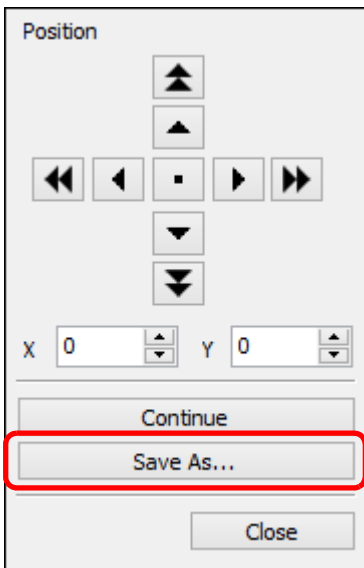 Position
X 0 Y 0
Continue
Save As...
Close